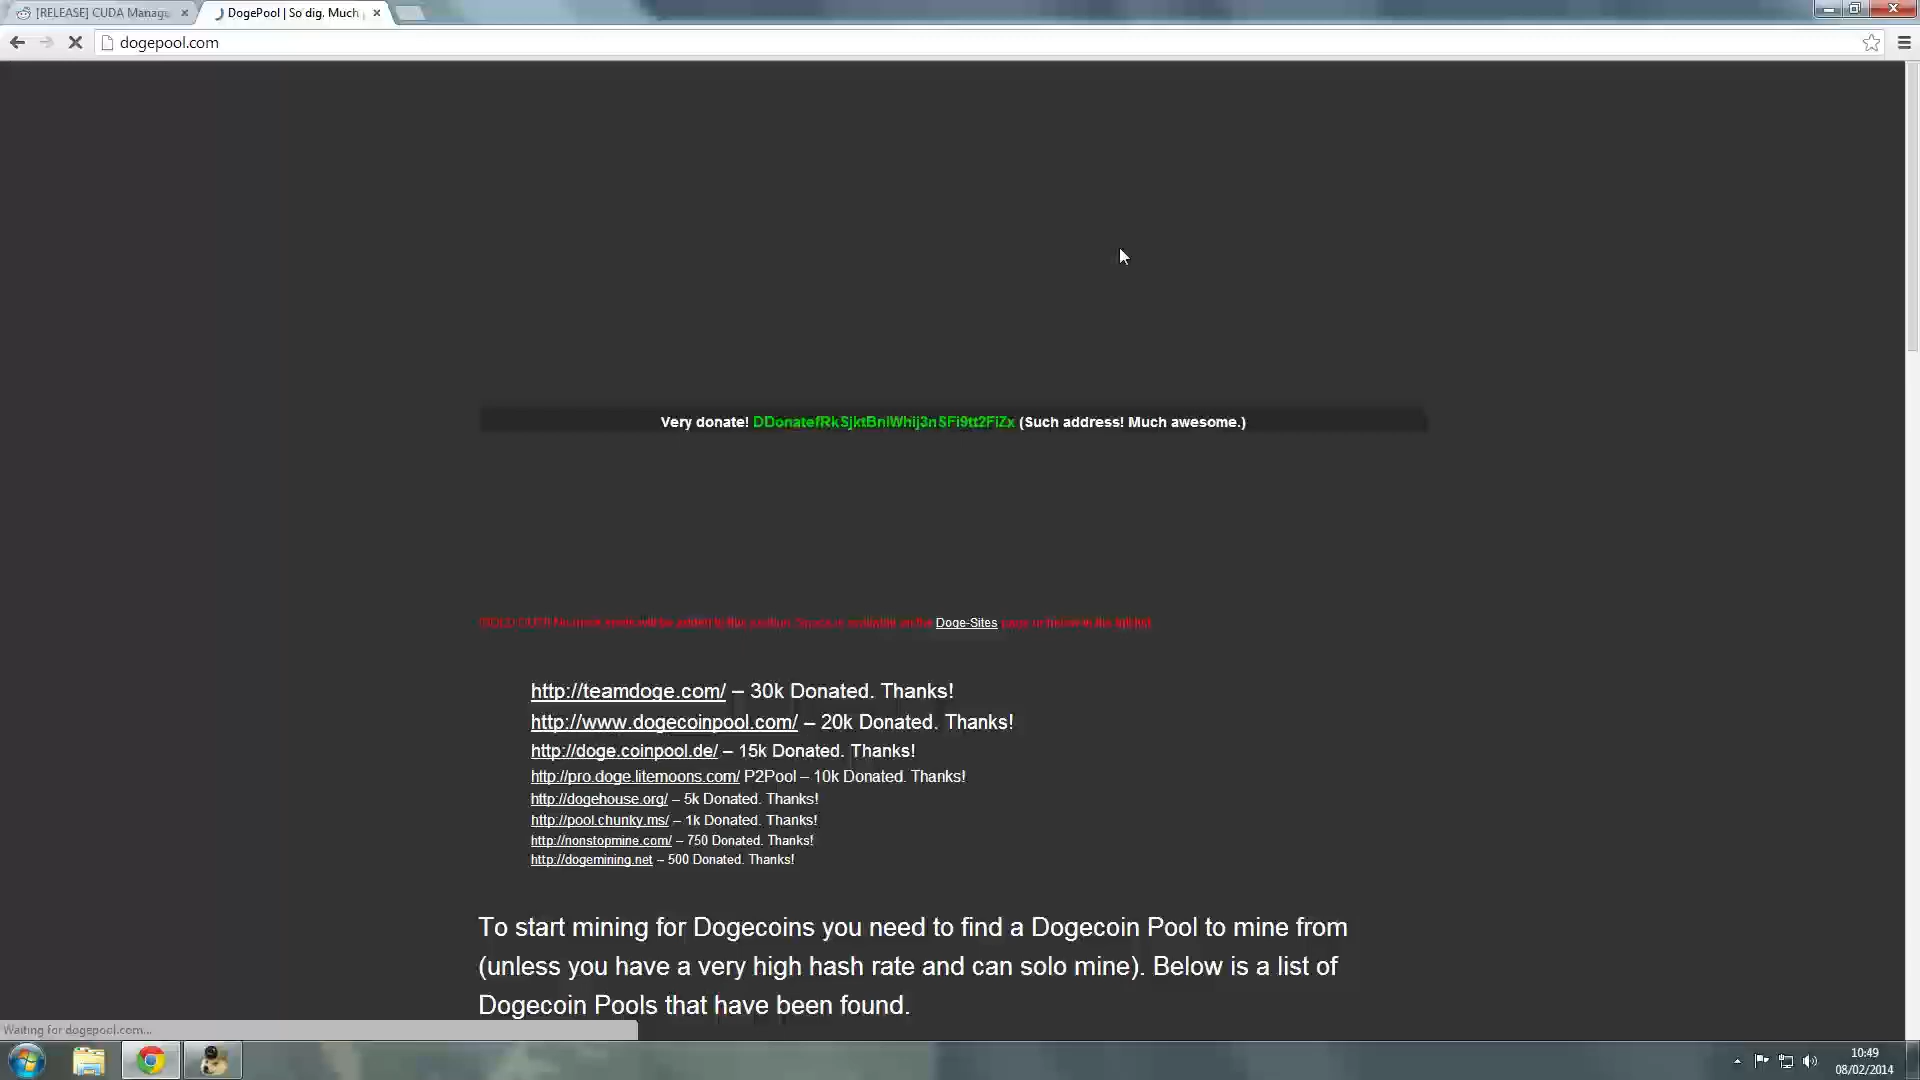 [RELEASE] CUDA Manag
DogePool | So dig. Much
dogepool.com
Very donate! (Such address! Much awesome.)
Doge-Sites
http://teamdoge.com/ – 30k Donated. Thanks!
http://www.dogecoinpool.com/ – 20k Donated. Thanks!
http://doge.coinpool.de/ – 15k Donated. Thanks!
http://pro.doge.litemoons.com/ P2Pool – 10k Donated. Thanks!
http://dogehouse.org/ – 5k Donated. Thanks!
http://pool.chunky.ms/ – 1k Donated. Thanks!
http://nonstopmine.com/ – 750 Donated. Thanks!
http://dogemining.net – 500 Donated. Thanks!
To start mining for Dogecoins you need to find a Dogecoin Pool to mine from
(unless you have a very high hash rate and can solo mine). Below is a list of
Dogecoin Pools that have been found.
Waiting for dogepool.com...
10:49
08/02/2014